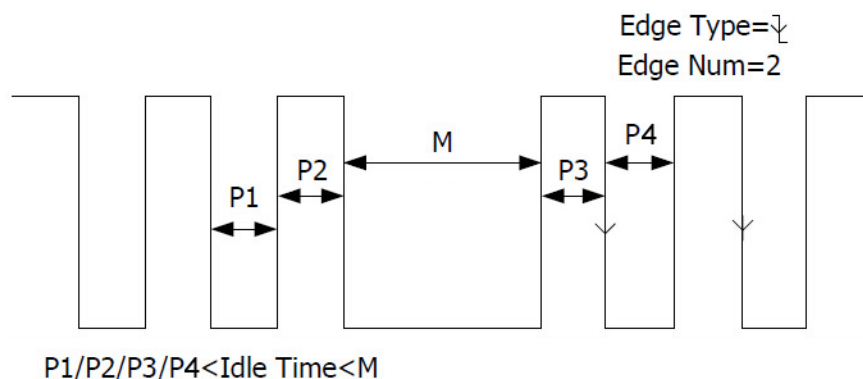 Edge Type=
Edge Num=2
M
P4
P2
P3
P1
P1/P2/P3/P4<Idle Time<M